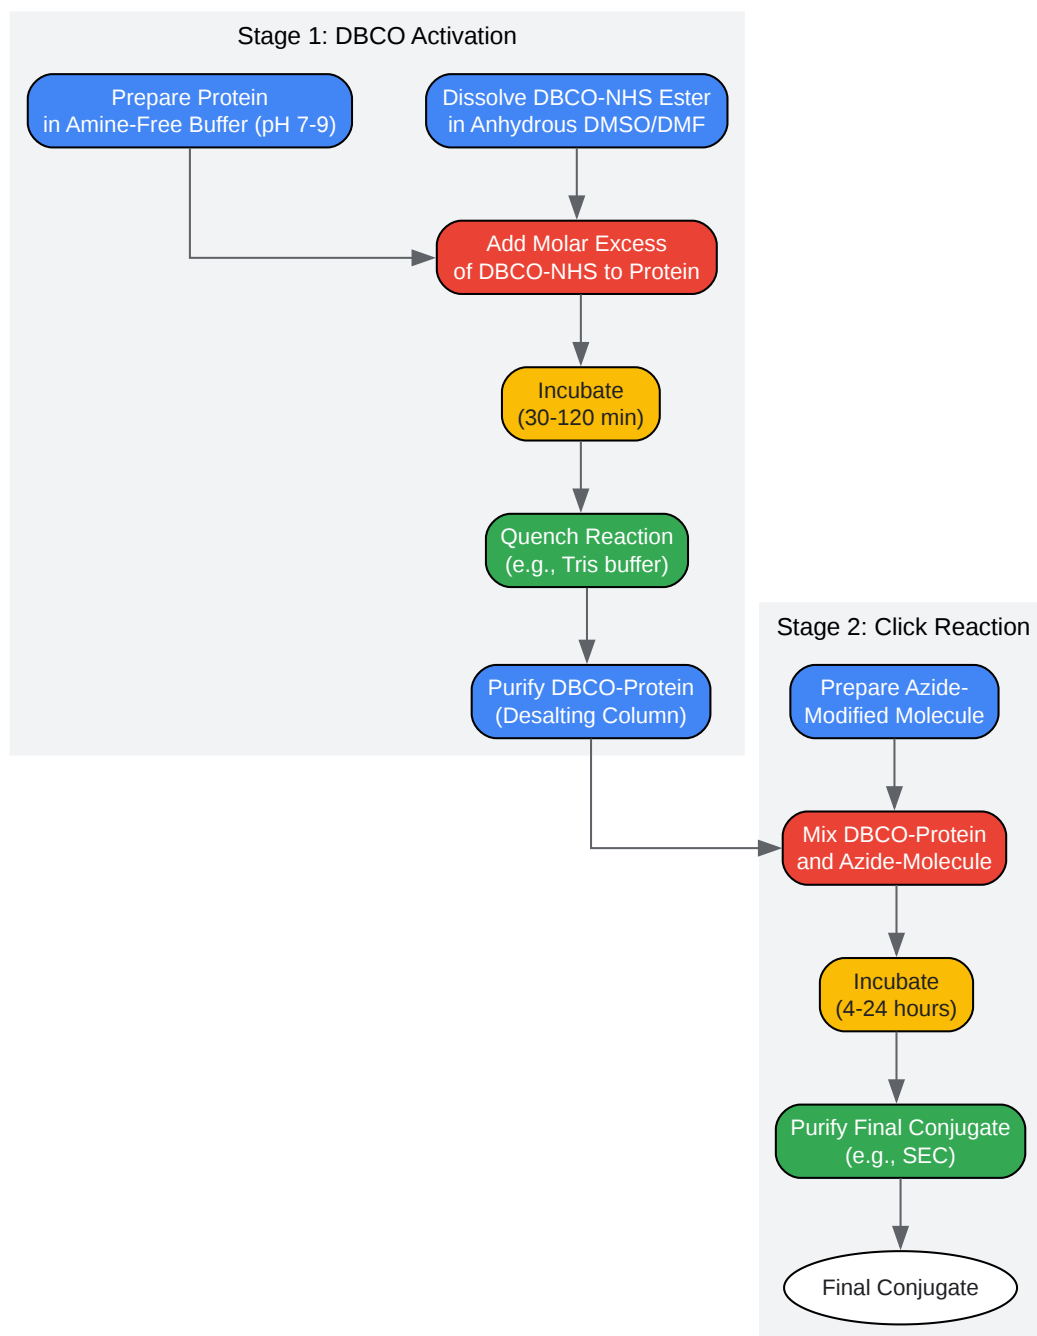 Stage 1: DBCO Activation
Prepare Protein
in Amine-Free Buffer (pH 7-9)
Dissolve DBCO-NHS Ester
in Anhydrous DMSO/DMF
Add Molar Excess
of DBCO-NHS to Protein
Incubate
(30-120 min)
Quench Reaction
(e.g., Tris buffer)
Purify DBCO-Protein
(Desalting Column)
Stage 2: Click Reaction
Prepare Azide-
Modified Molecule
Mix DBCO-Protein
and Azide-Molecule
Incubate
(4-24 hours)
Purify Final Conjugate
(e.g., SEC)
Final Conjugate